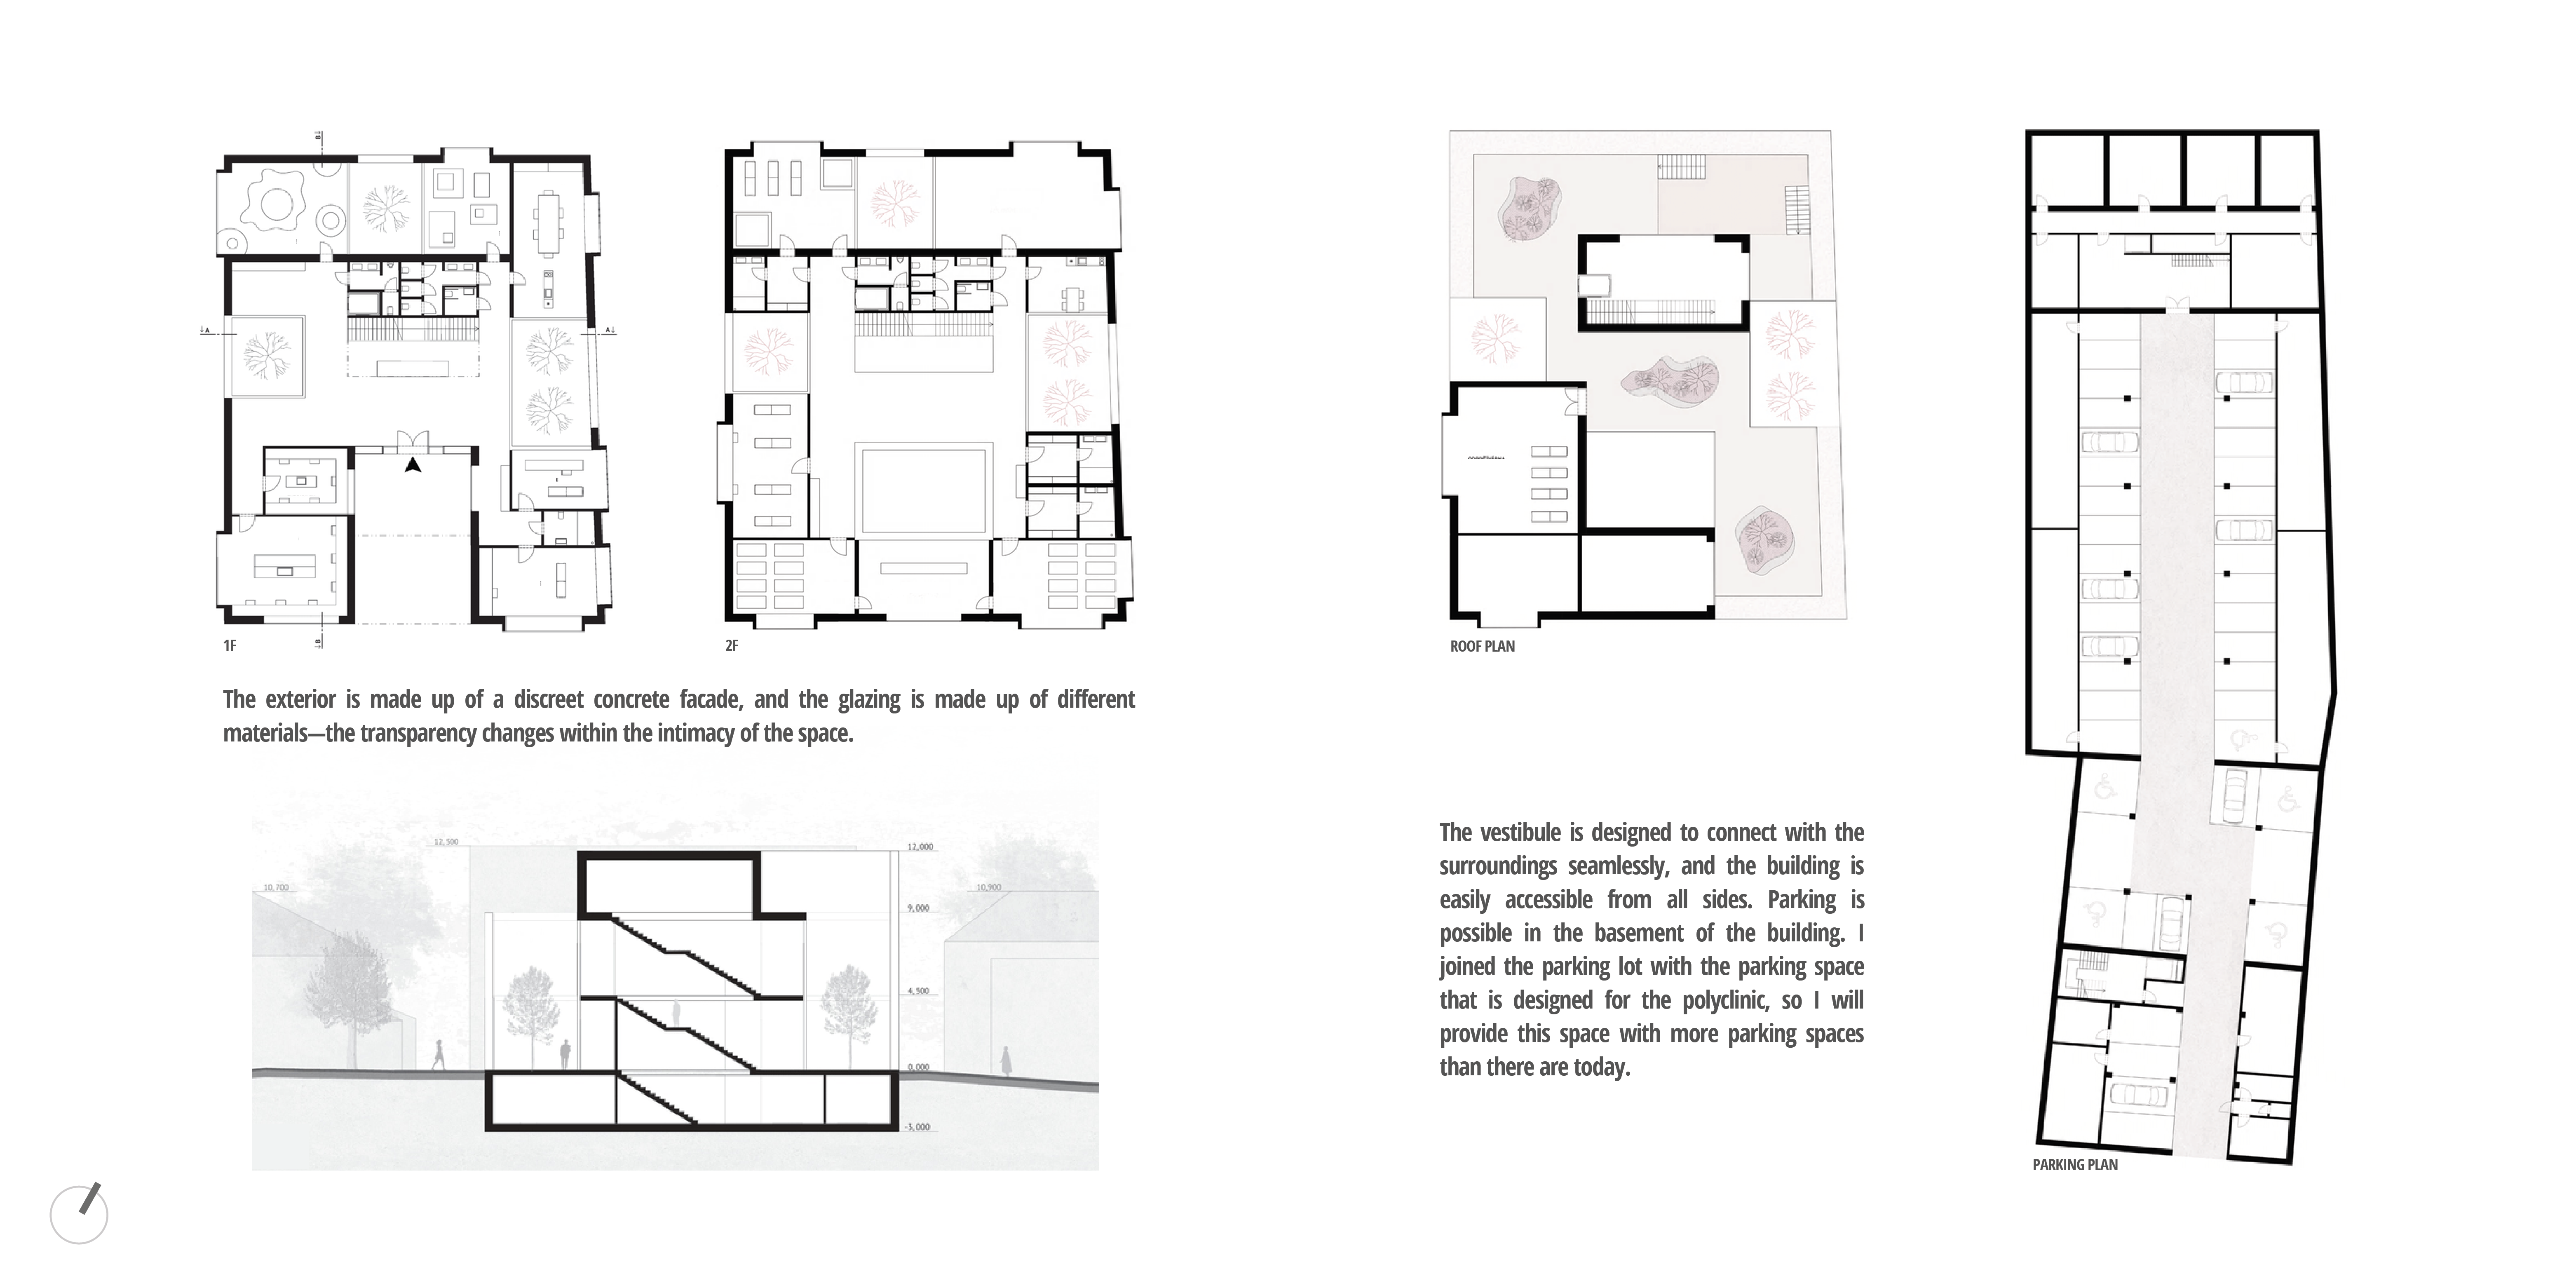 B
A
A
B
1F
2F
ROOF PLAN
The exterior is made up of a discreet concrete facade, and the glazing is made up of different
materials—the transparency changes within the intimacy of the space.
12,500
12,000
10,700
10,900
9,000
4,500
0,000
-3,000
The vestibule is designed to connect with the
surroundings seamlessly, and the building is
easily accessible from all sides. Parking is
possible in the basement of the building. I
joined the parking lot with the parking space
that is designed for the polyclinic, so I will
provide this space with more parking spaces
than there are today.
PARKING PLAN